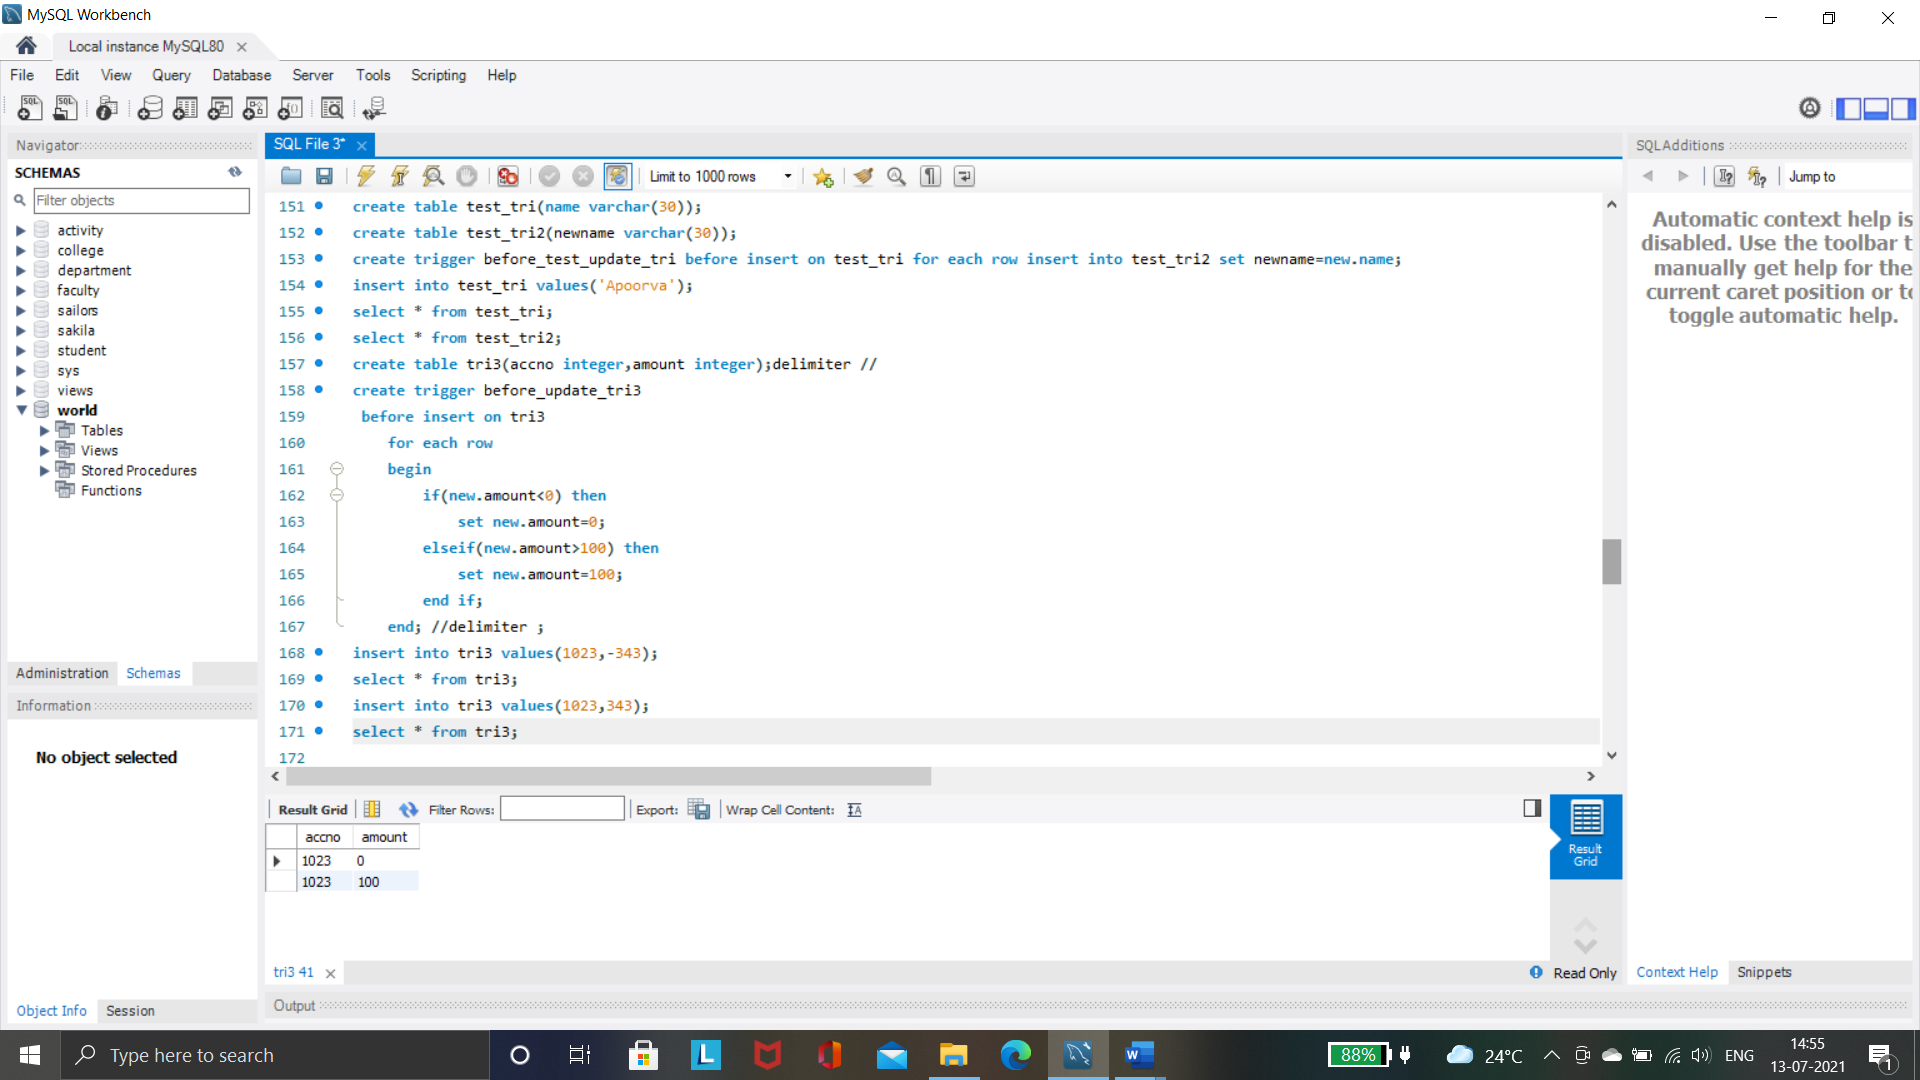 MySQL Workbench
Local instance MySQL80
File Edit View Query Database Server Tools Scripting Help
Navigator
SCHEMAS
Filter objects
activity
college
department
faculty
sailors
sakila
student
sys
views
world
Tables
Views
Stored Procedures
Functions
Administration Schemas
Information
No object selected
Object Info Session
SQL File 3*
Limit to 1000 rows
151 create table test_tri(name varchar(30));
152 create table test_tri2(newname varchar(30));
153 create trigger before_test_update_tri before insert on test_tri for each row insert into test_tri2 set newname=new.name;
154 insert into test_tri values('Apoorva');
155 select * from test_tri;
156 select * from test_tri2;
157 create table tri3(accno integer,amount integer);delimiter //
158 create trigger before_update_tri3
159 before insert on tri3
160 for each row
161 begin
162 if(new.amount<0) then
163 set new.amount=0;
164 elseif(new.amount>100) then
165 set new.amount=100;
166 end if;
167 end; //delimiter ;
168 insert into tri3 values(1023,-343);
169 select * from tri3;
170 insert into tri3 values(1023,343);
171 select * from tri3;
172
Result Grid Filter Rows: Export: Wrap Cell Content:
accno amount
1023 0
1023 100
Result
Grid
tri3 41
Read Only
Output
SQLAdditions
Jump to
Automatic context help is
disabled. Use the toolbar t
manually get help for the
current caret position or to
toggle automatic help.
Context Help Snippets
Type here to search
88%
24°C
ENG
14:55
13-07-2021
1